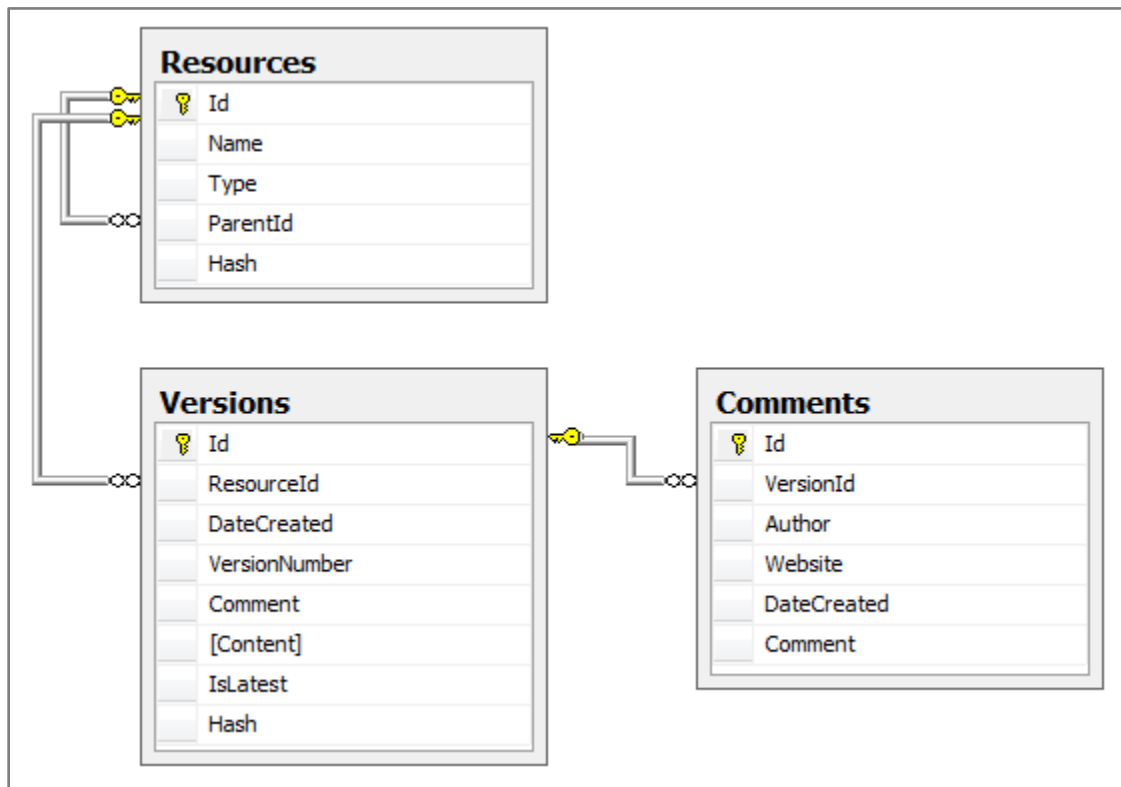 Resources
Id
Name
Type
ParentId
Hash
Versions
Id
ResourceId
DateCreated
VersionNumber
Comment
[Content]
IsLatest
Hash
Comments
Id
VersionId
Author
Website
DateCreated
Comment